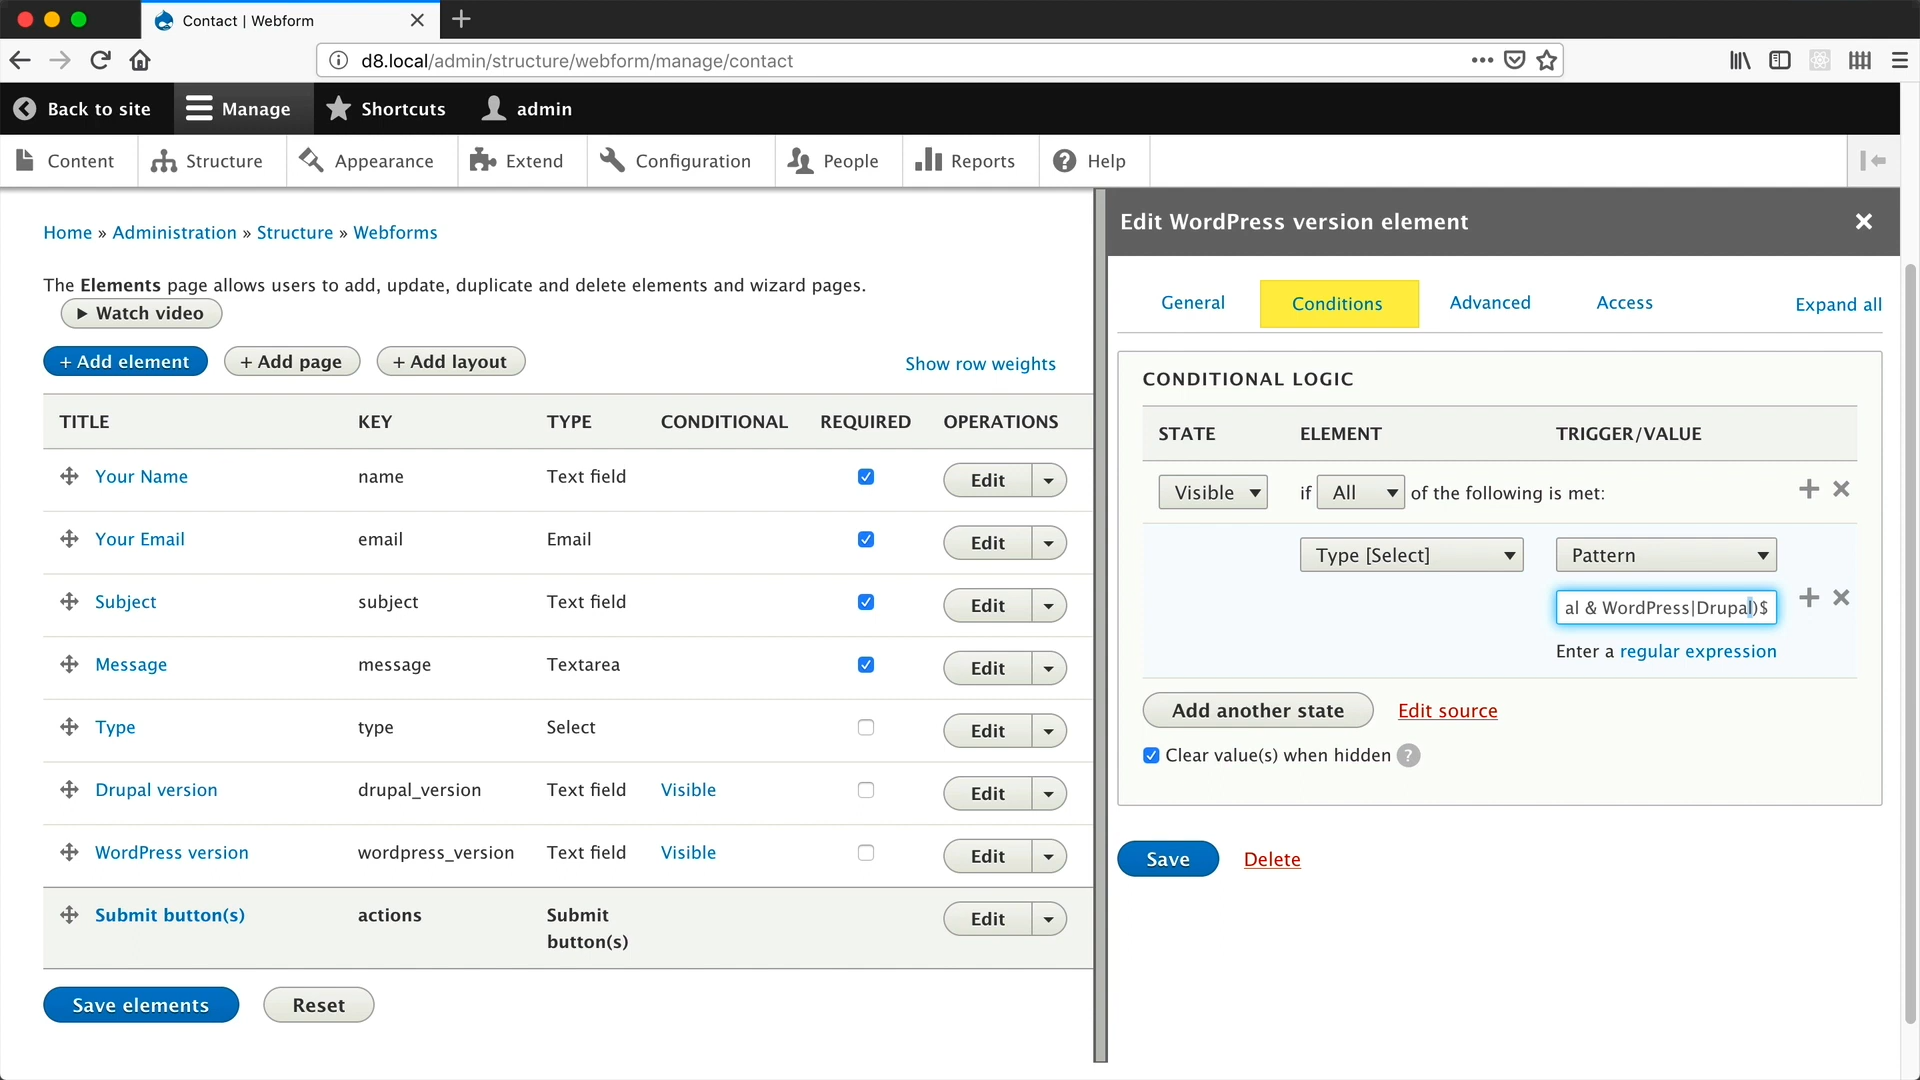 Contact | Webform
d8.local/admin/structure/webform/manage/contact
Back to site Manage Shortcuts admin
Content Structure Appearance Extend Configuration People Reports Help
Home » Administration » Structure » Webforms
The Elements page allows users to add, update, duplicate and delete elements and wizard pages.
Watch video
+ Add element + Add page + Add layout Show row weights
TITLE KEY TYPE CONDITIONAL REQUIRED OPERATIONS
Your Name name Text field Edit
Your Email email Email Edit
Subject subject Text field Edit
Message message Textarea Edit
Type type Select Edit
Drupal version drupal_version Text field Visible Edit
WordPress version wordpress_version Text field Visible Edit
Submit button(s) actions Submit button(s) Edit
Save elements Reset
Edit WordPress version element
General Conditions Advanced Access Expand all
CONDITIONAL LOGIC
STATE ELEMENT TRIGGER/VALUE
Visible if All of the following is met:
Type [Select] Pattern
al & WordPress|Drupal)$
Enter a regular expression
Add another state Edit source
Clear value(s) when hidden ?
Save Delete